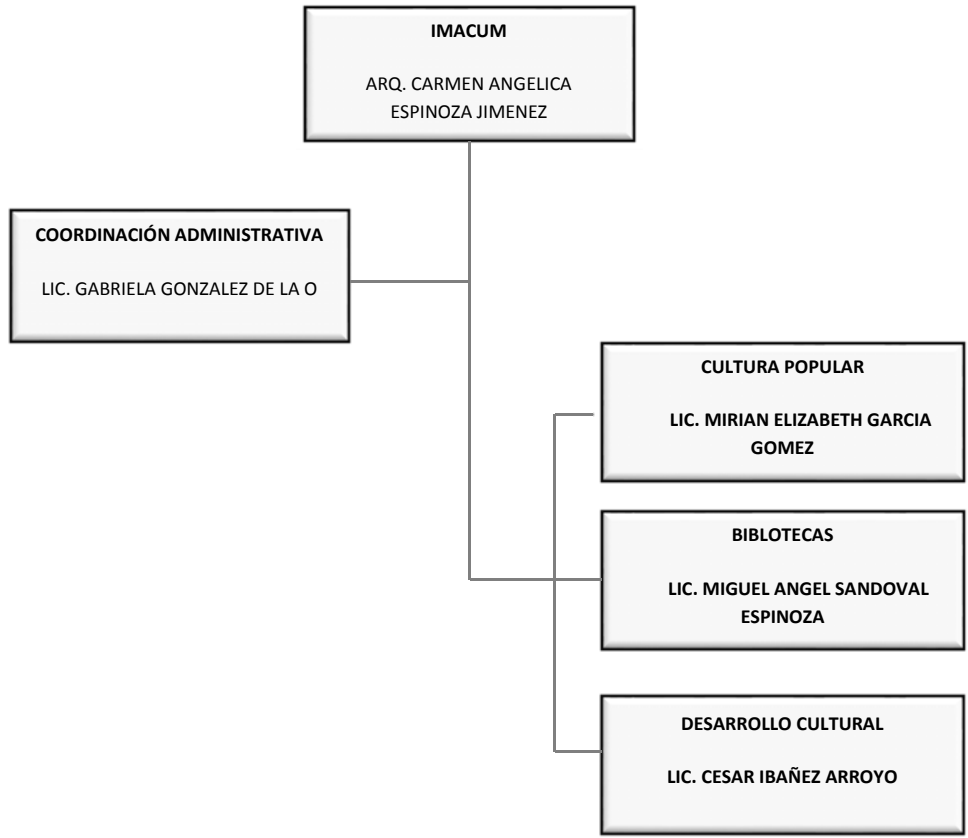 IMACUM
ARQ. CARMEN ANGELICA
ESPINOZA JIMENEZ
COORDINACIÓN ADMINISTRATIVA
LIC. GABRIELA GONZALEZ DE LA O
CULTURA POPULAR
LIC. MIRIAN ELIZABETH GARCIA
GOMEZ
BIBLOTECAS
LIC. MIGUEL ANGEL SANDOVAL
ESPINOZA
DESARROLLO CULTURAL
LIC. CESAR IBAÑEZ ARROYO